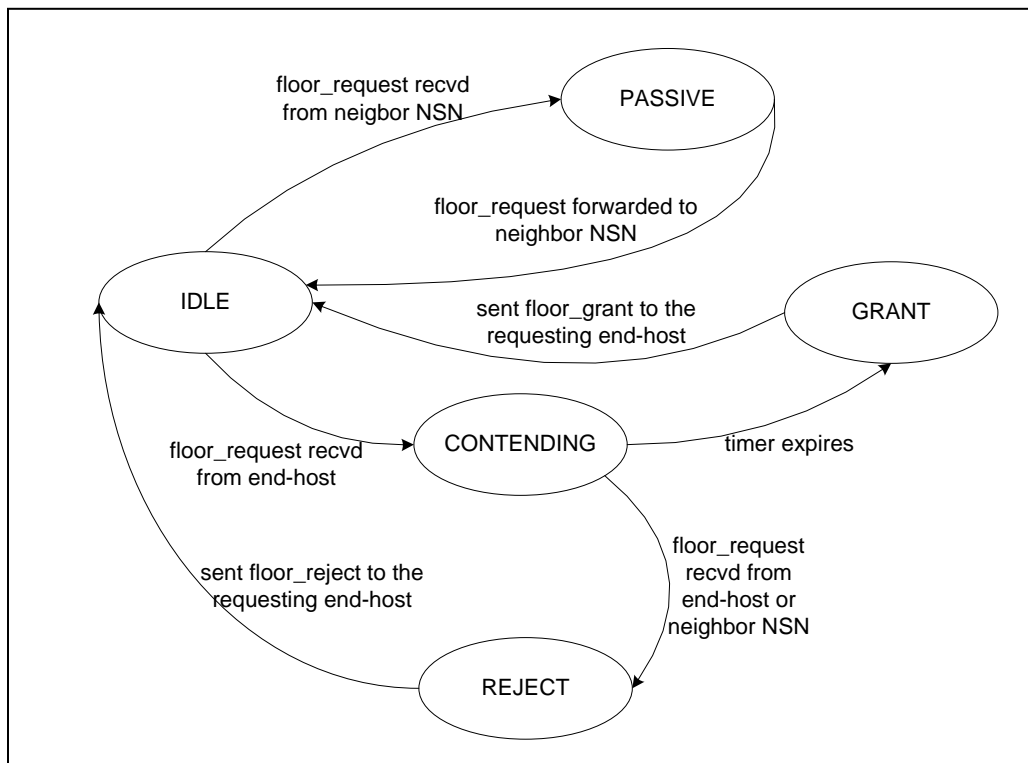 floor_request recvd
from neigbor NSN
PASSIVE
floor_request forwarded to
neighbor NSN
IDLE
sent floor_grant to the
requesting end-host
GRANT
floor_request recvd
from end-host
CONTENDING
timer expires
floor_request
recvd from
end-host or
neighbor NSN
sent floor_reject to the
requesting end-host
REJECT